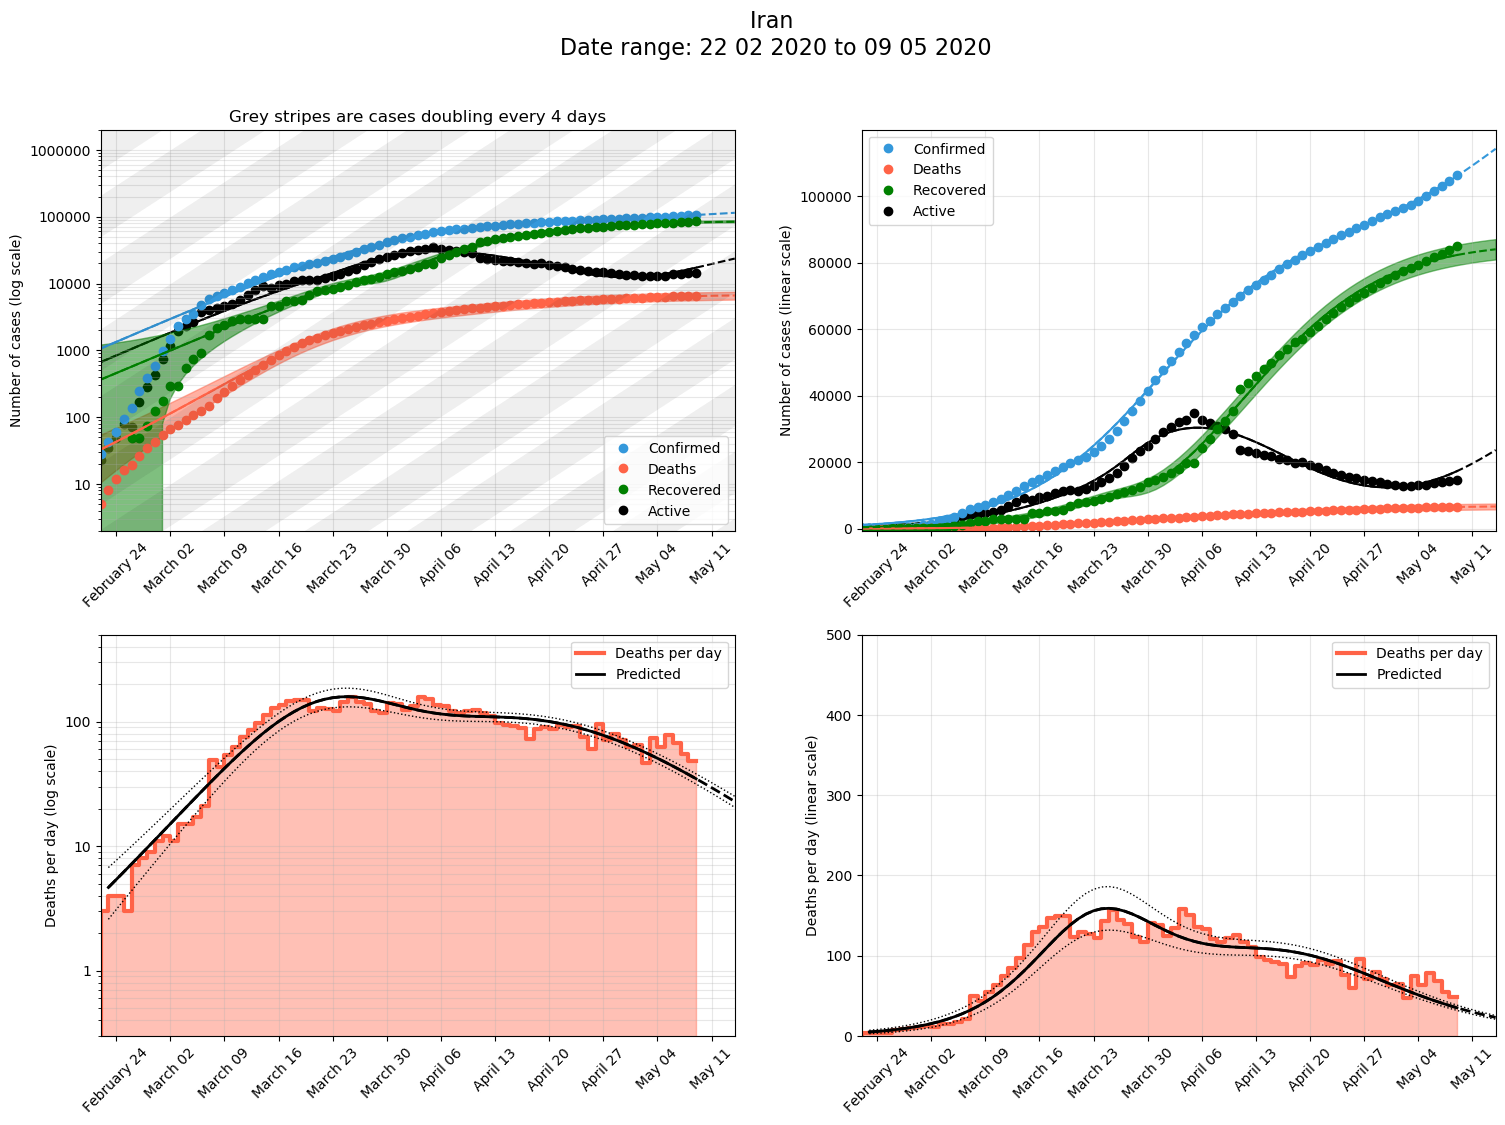 Iran
Date range: 22 02 2020 to 09 05 2020
Grey stripes are cases doubling every 4 days
Number of cases (log scale)
1000000
100000
10000
1000
100
10
Confirmed
Deaths
Recovered
Active
February 24
March 02
March 09
March 16
March 23
March 30
April 06
April 13
April 20
April 27
May 04
May 11
Number of cases (linear scale)
100000
80000
60000
40000
20000
0
Confirmed
Deaths
Recovered
Active
February 24
March 02
March 09
March 16
March 23
March 30
April 06
April 13
April 20
April 27
May 04
May 11
Deaths per day (log scale)
100
10
1
Deaths per day
Predicted
February 24
March 02
March 09
March 16
March 23
March 30
April 06
April 13
April 20
April 27
May 04
May 11
Deaths per day (linear scale)
500
400
300
200
100
0
Deaths per day
Predicted
February 24
March 02
March 09
March 16
March 23
March 30
April 06
April 13
April 20
April 27
May 04
May 11